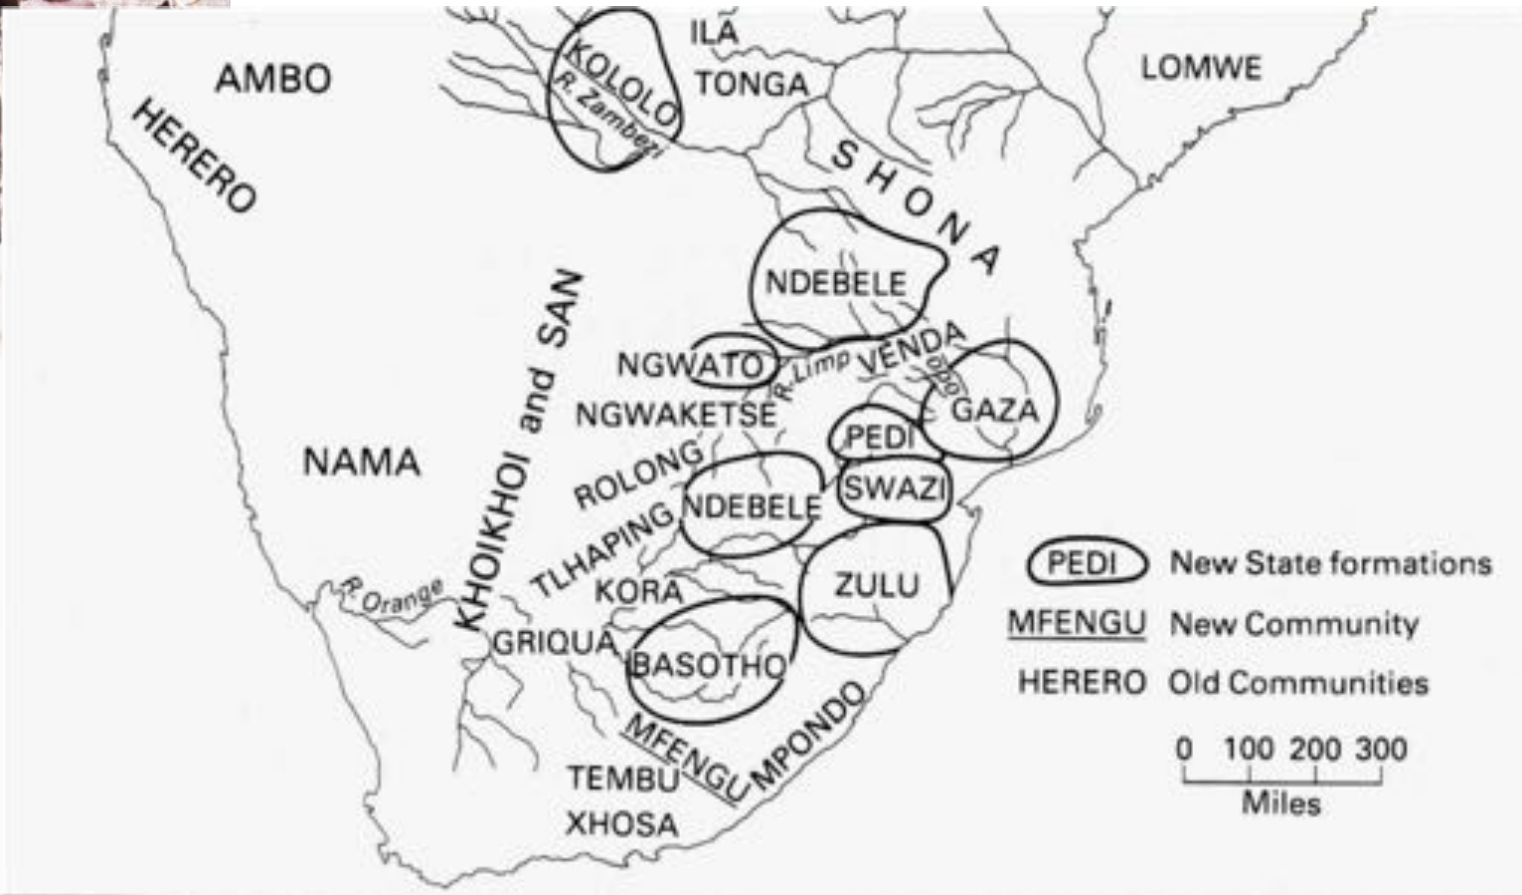 ILA
KOLOLO
R. Zambezi
TONGA
LOMWE
AMBO
HERERO
SHONA
NDEBELE
KHOIKHOI and SAN
NGWATO
R. Limp
VENDA
opo
NGWAKETSE
GAZA
PEDI
NAMA
ROLONG
SWAZI
NDEBELE
TLHAPING
KORA
ZULU
R. Orange
GRIQUA
BASOTHO
MFENGU
MPONDO
TEMBU
XHOSA
PEDI New State formations
MFENGU New Community
HERERO Old Communities
0 100 200 300
Miles